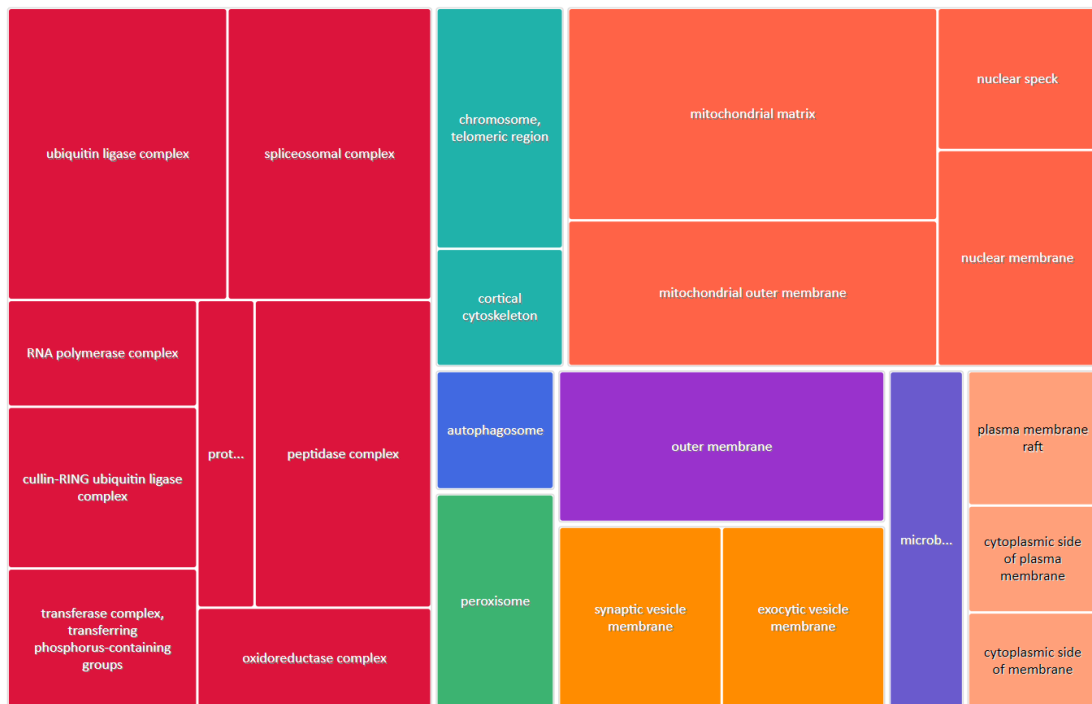 ubiquitin ligase complex
spliceosomal complex
RNA polymerase complex
cullin-RING ubiquitin ligase
complex
transferase complex,
transferring
phosphorus-containing
groups
prot...
peptidase complex
oxidoreductase complex
chromosome,
telomeric region
cortical
cytoskeleton
mitochondrial matrix
mitochondrial outer membrane
nuclear speck
nuclear membrane
autophagosome
peroxisome
outer membrane
synaptic vesicle
membrane
exocytic vesicle
membrane
microb...
plasma membrane
raft
cytoplasmic side
of plasma
membrane
cytoplasmic side
of membrane